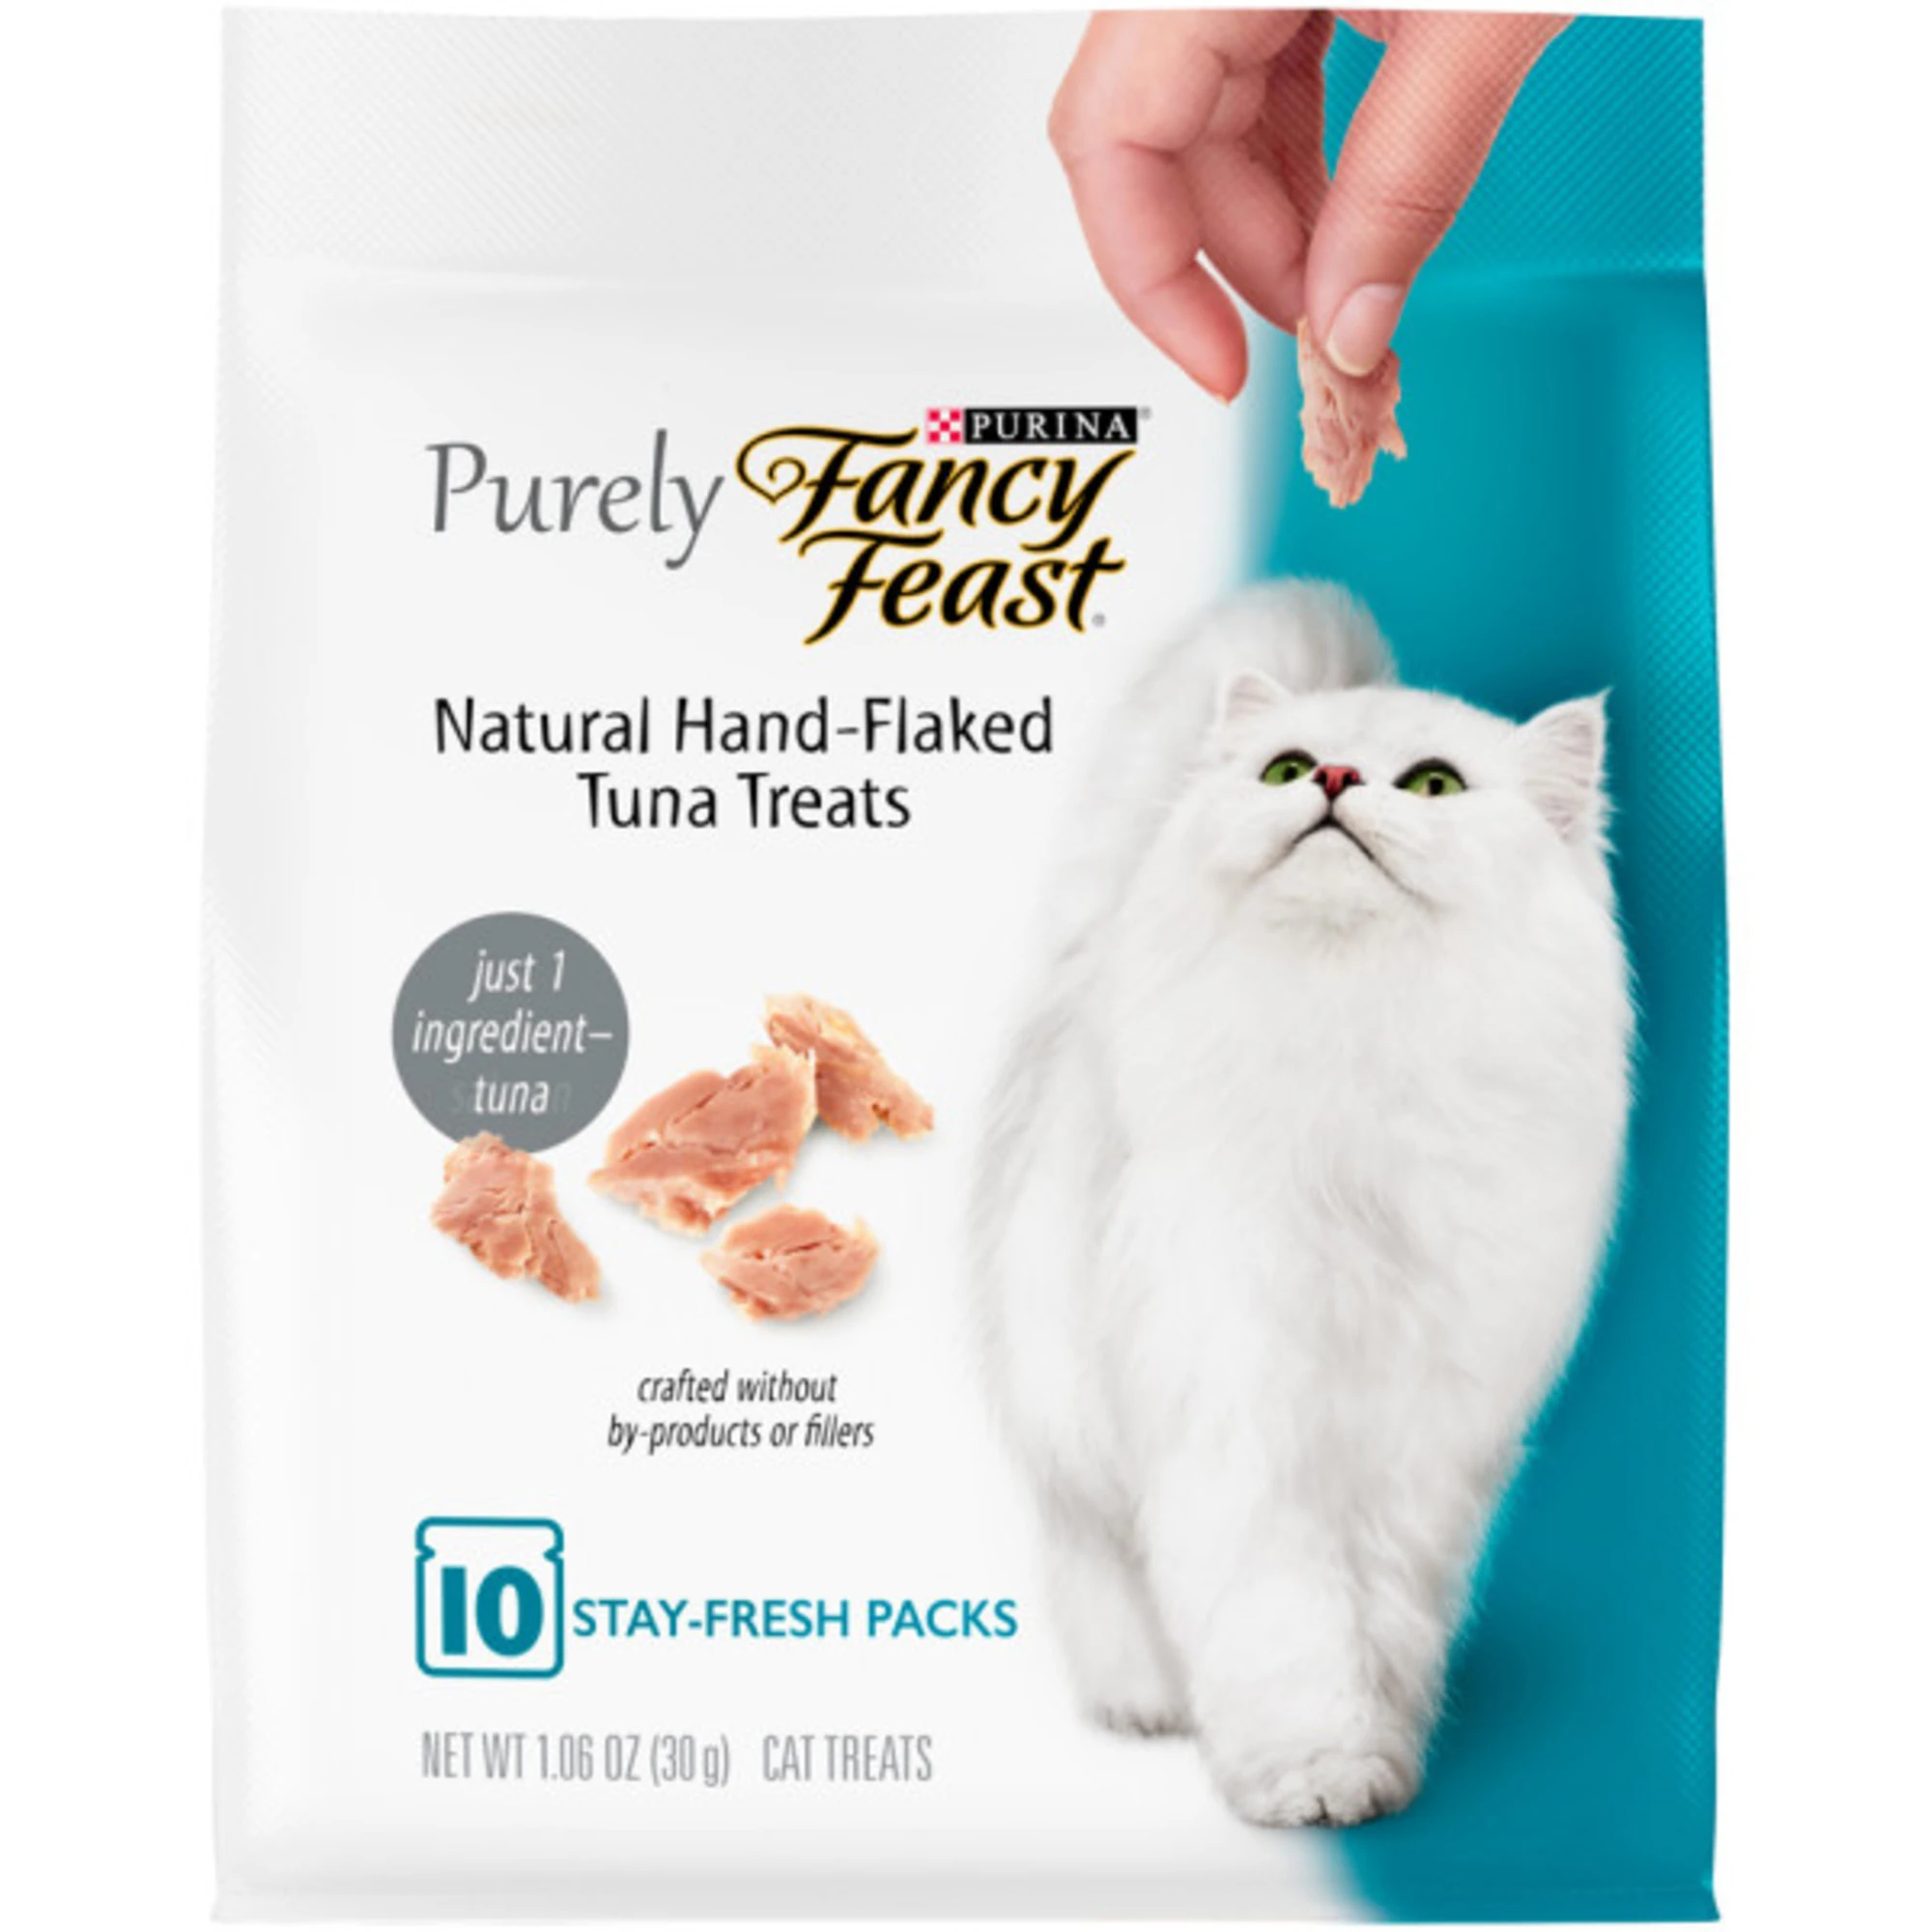 PURINA
Purely Fancy
Feast
Natural Hand-Flaked
Tuna Treats
just 1
ingredient–
tuna
crafted without
by-products or fillers
10 STAY-FRESH PACKS
NET WT 1.06 OZ (30 g) CAT TREATS